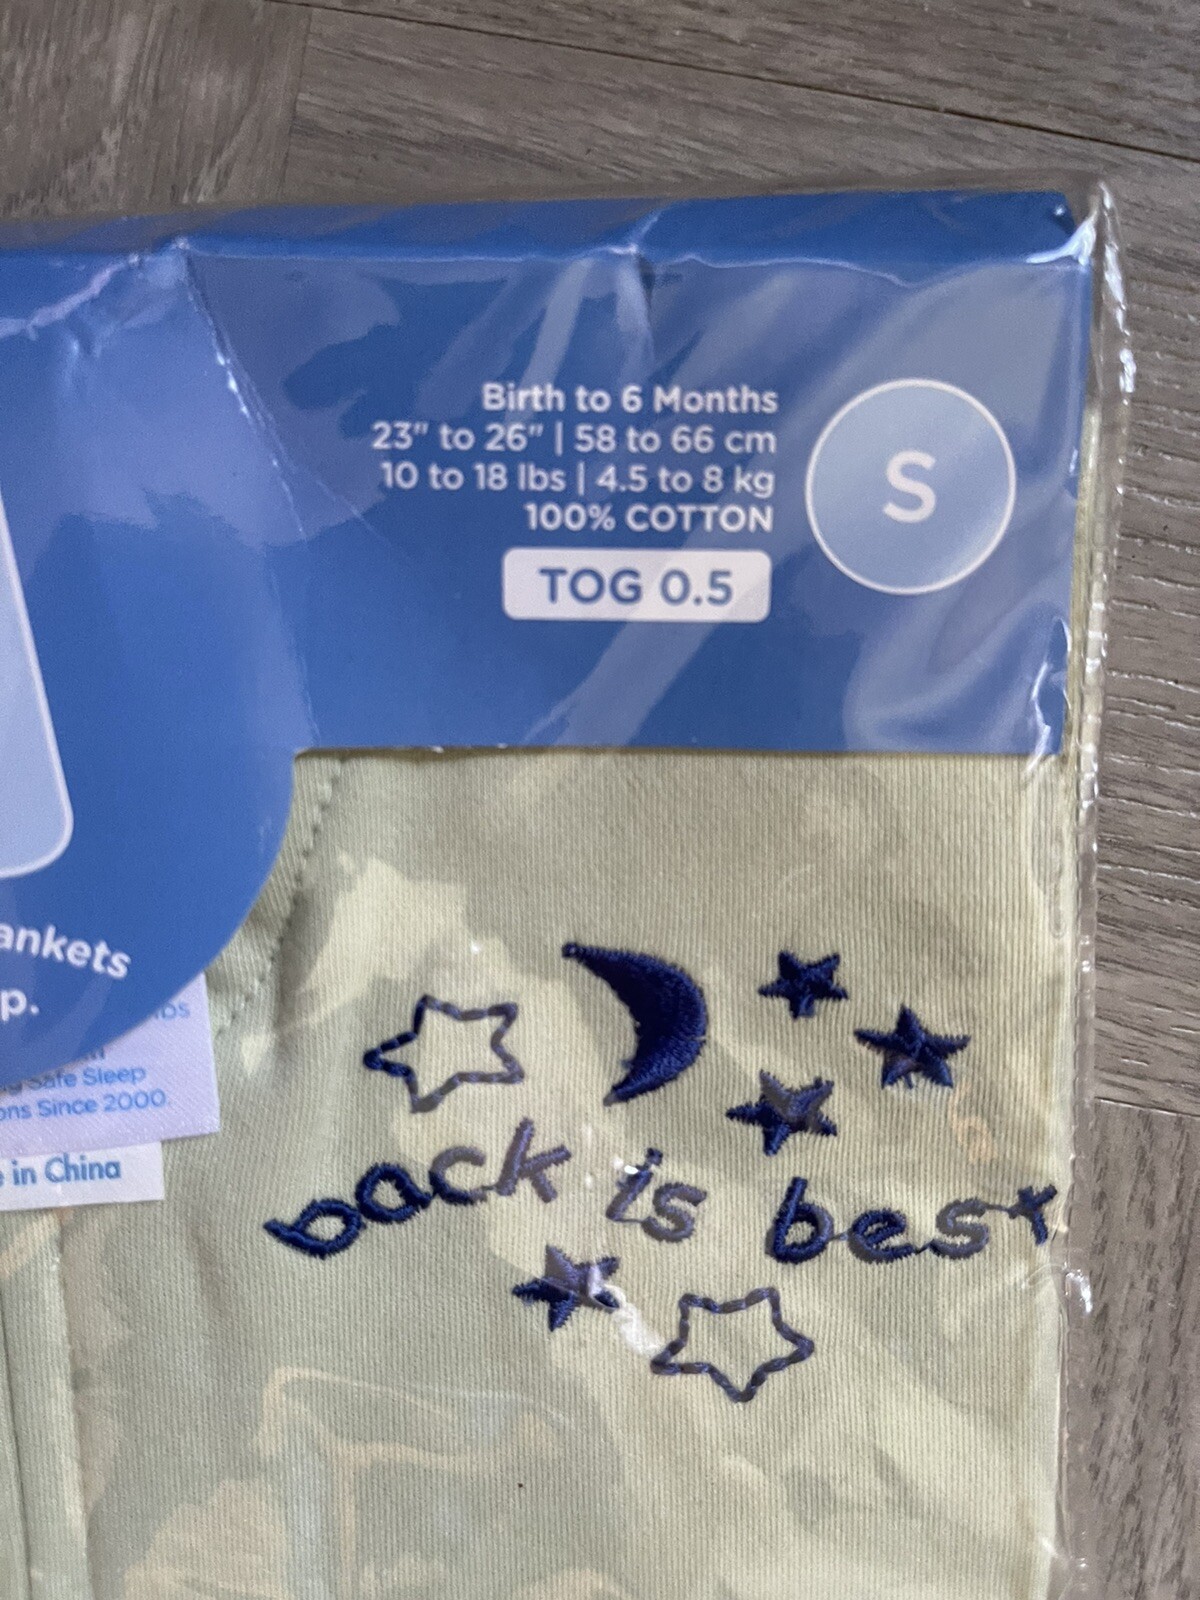 Birth to 6 Months
23" to 26" | 58 to 66 cm
10 to 18 lbs | 4.5 to 8 kg
100% COTTON
TOG 0.5
S
ankets
p.
Safe Sleep
ons Since 2000.
in China
back is best